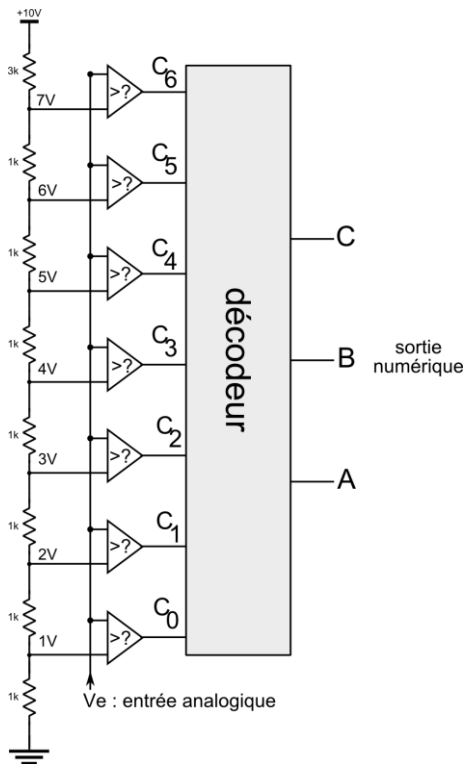 +10V
3k
7V
>?
C6
1k
6V
>?
C5
1k
5V
>?
C4
1k
4V
>?
C3
1k
3V
>?
C2
1k
2V
>?
C1
1k
1V
>?
C0
1k
Ve : entrée analogique
décodeur
C
B
A
sortie
numérique